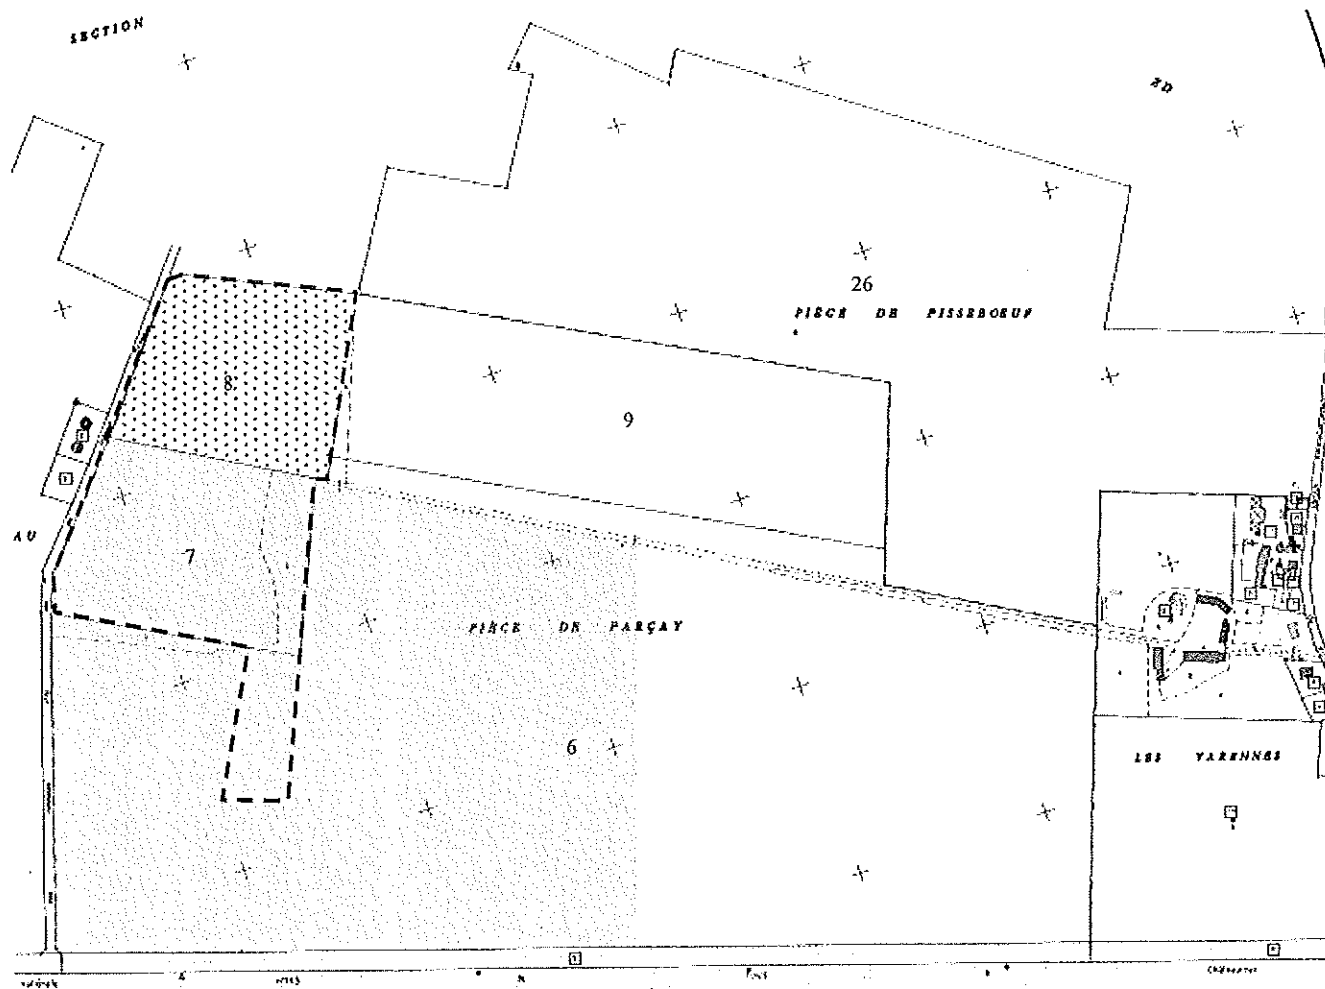 SECTION
ZD
26
PIECE DE PISSEBOEUF
8
9
AU
7
PIECE DE PARÇAY
6
LES VARENNES